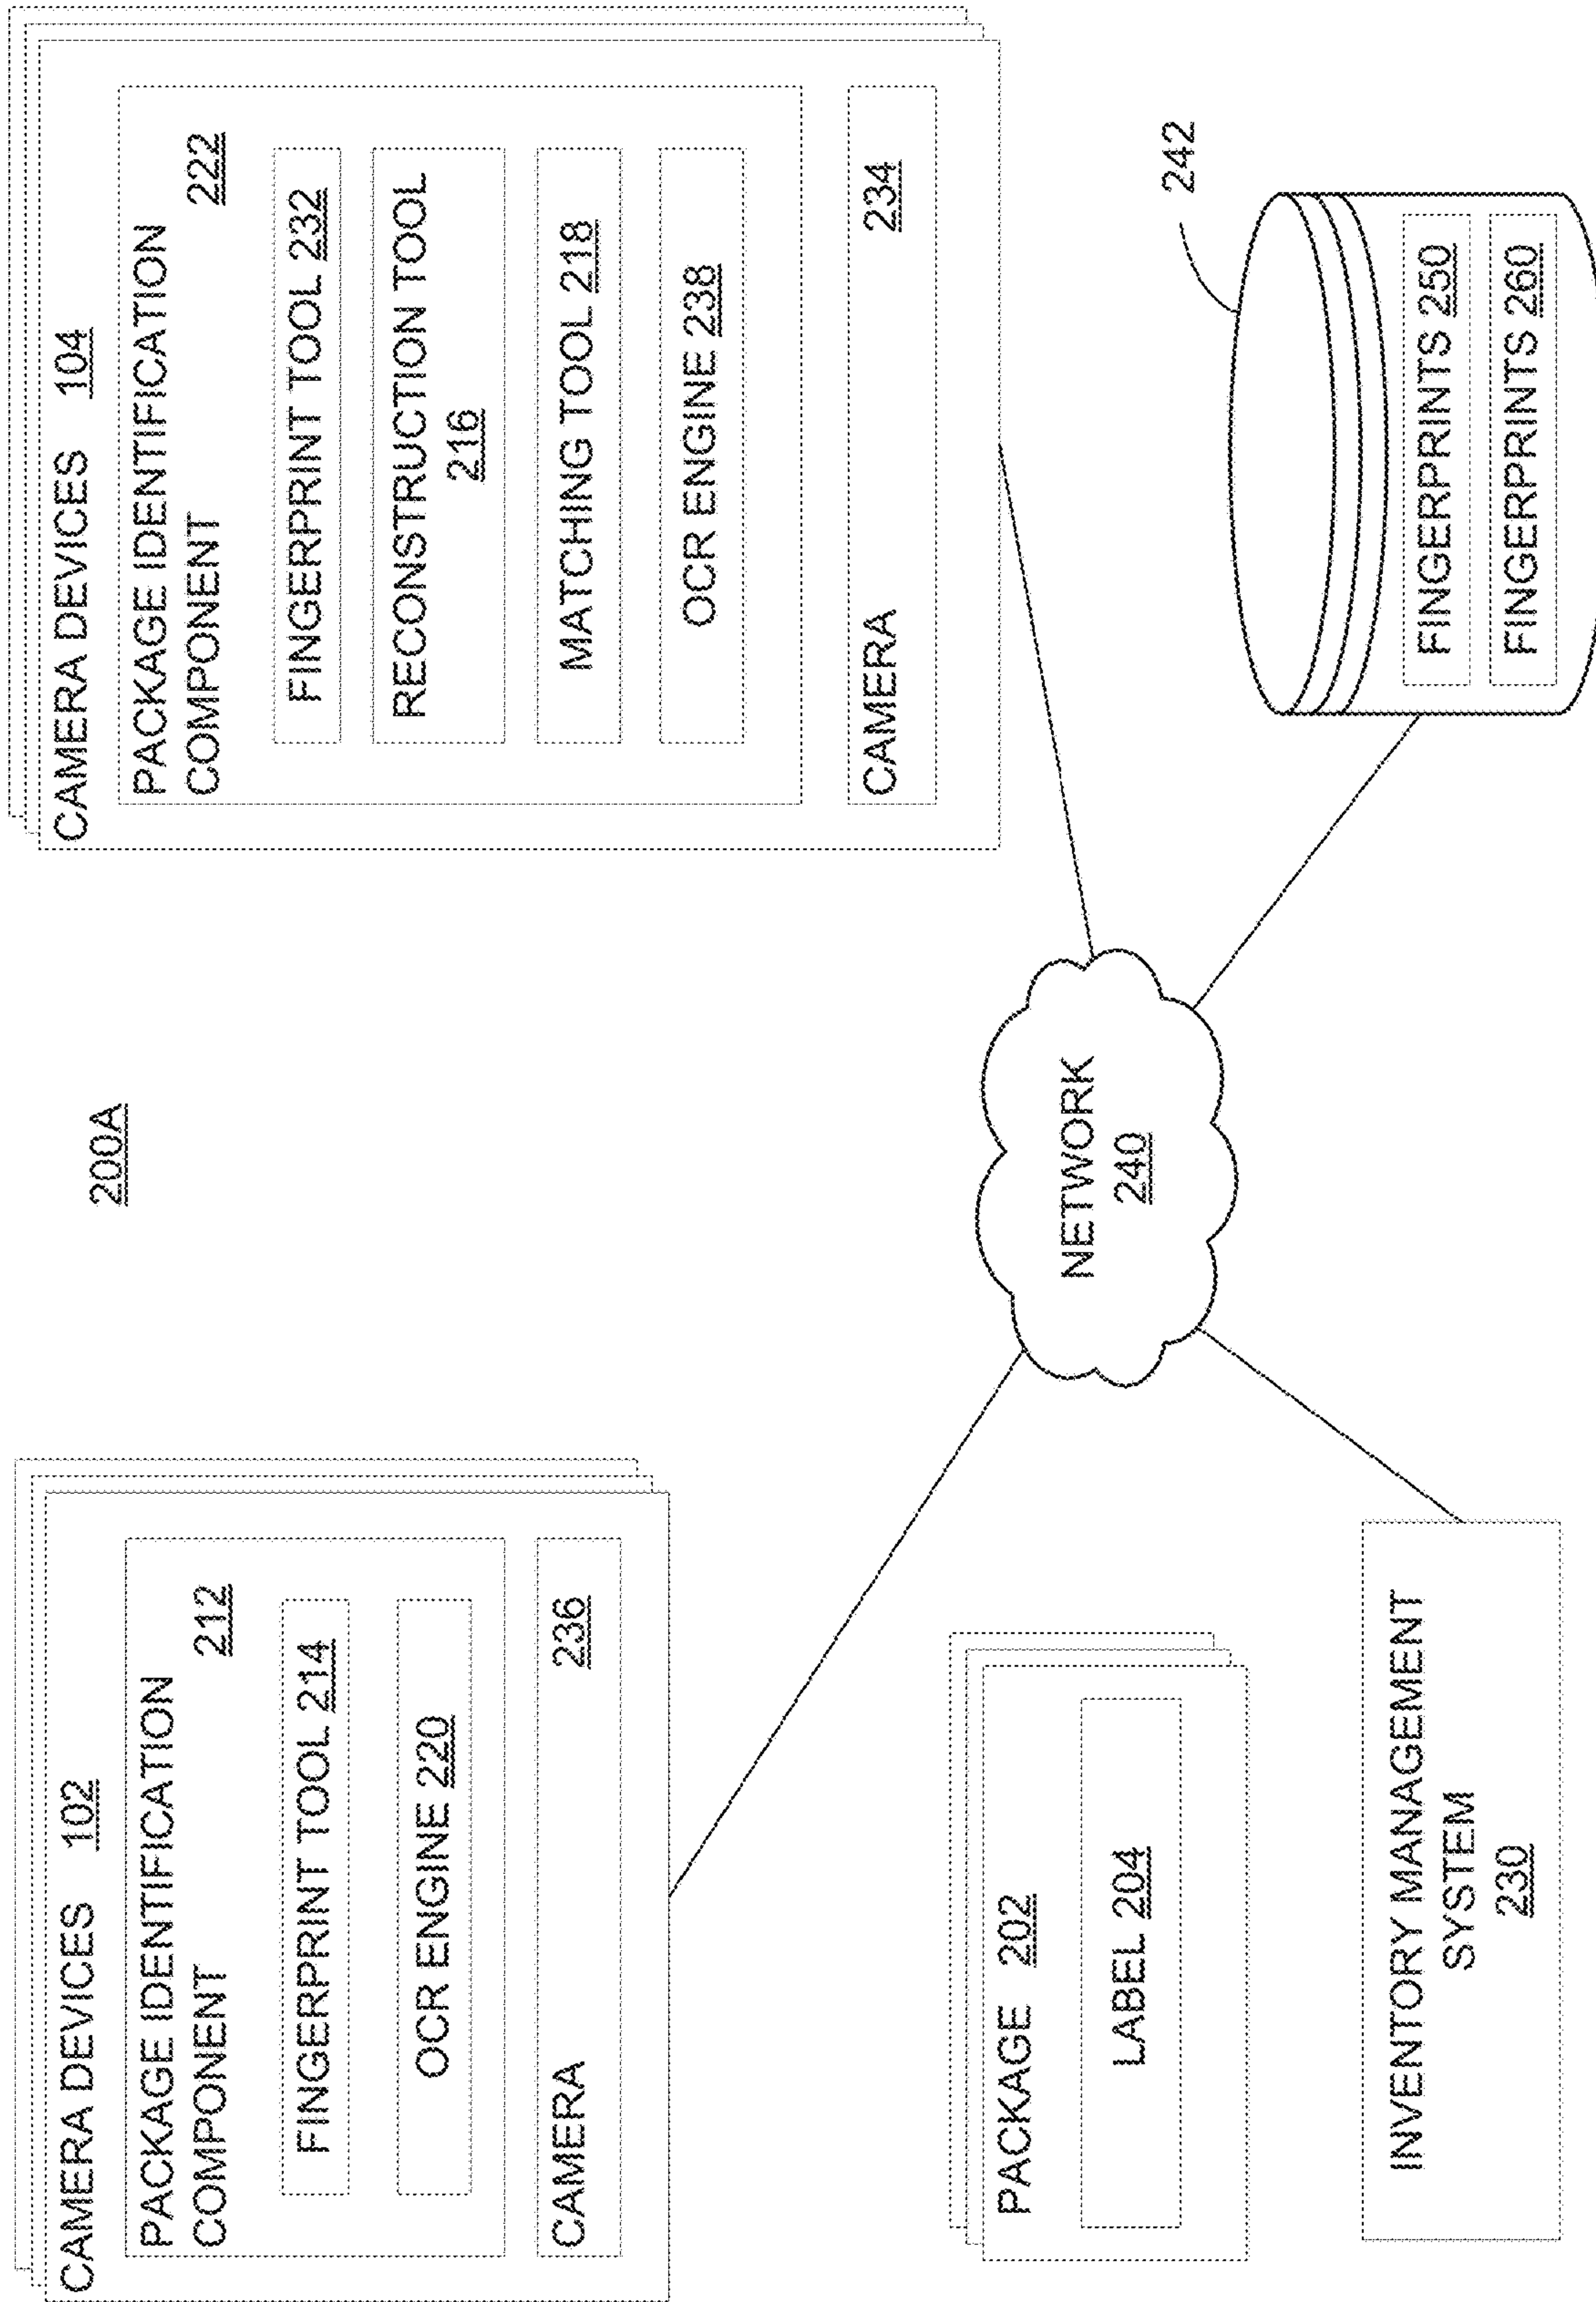 200A
CAMERA DEVICES 102
PACKAGE IDENTIFICATION
COMPONENT 212
FINGERPRINT TOOL 214
OCR ENGINE 220
CAMERA 236
CAMERA DEVICES 104
PACKAGE IDENTIFICATION
COMPONENT 222
FINGERPRINT TOOL 232
RECONSTRUCTION TOOL
216
MATCHING TOOL 218
OCR ENGINE 238
CAMERA 234
NETWORK
240
PACKAGE 202
LABEL 204
INVENTORY MANAGEMENT
SYSTEM
230
242
FINGERPRINTS 250
FINGERPRINTS 260